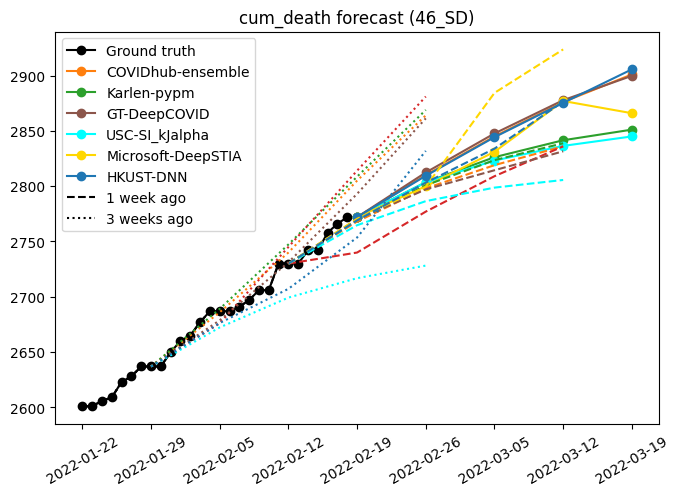 cum_death forecast (46_SD)
Ground truth
COVIDhub-ensemble
Karlen-pypm
GT-DeepCOVID
USC-SI_kJalpha
Microsoft-DeepSTIA
HKUST-DNN
1 week ago
3 weeks ago
2900
2850
2800
2750
2700
2650
2600
2022-01-22
2022-01-29
2022-02-05
2022-02-12
2022-02-19
2022-02-26
2022-03-05
2022-03-12
2022-03-19